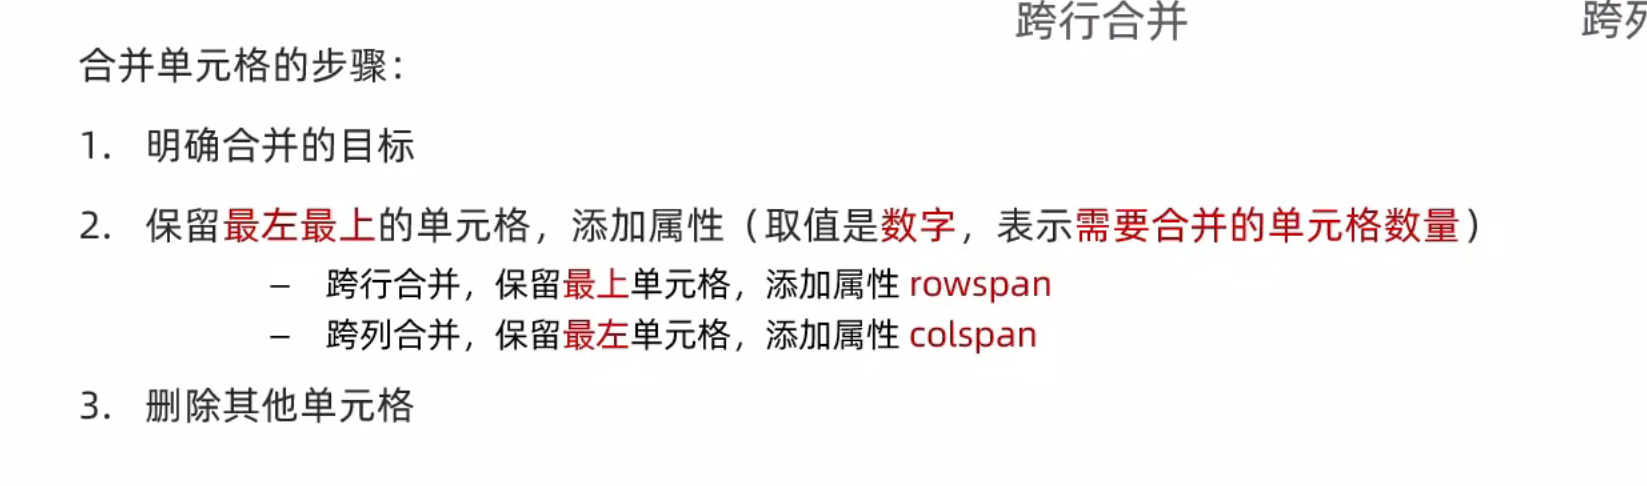 跨行合并
合并单元格的步骤：
1. 明确合并的目标
2. 保留最左最上的单元格，添加属性（取值是数字，表示需要合并的单元格数量）
– 跨行合并，保留最上单元格，添加属性 rowspan
– 跨列合并，保留最左单元格，添加属性 colspan
3. 删除其他单元格